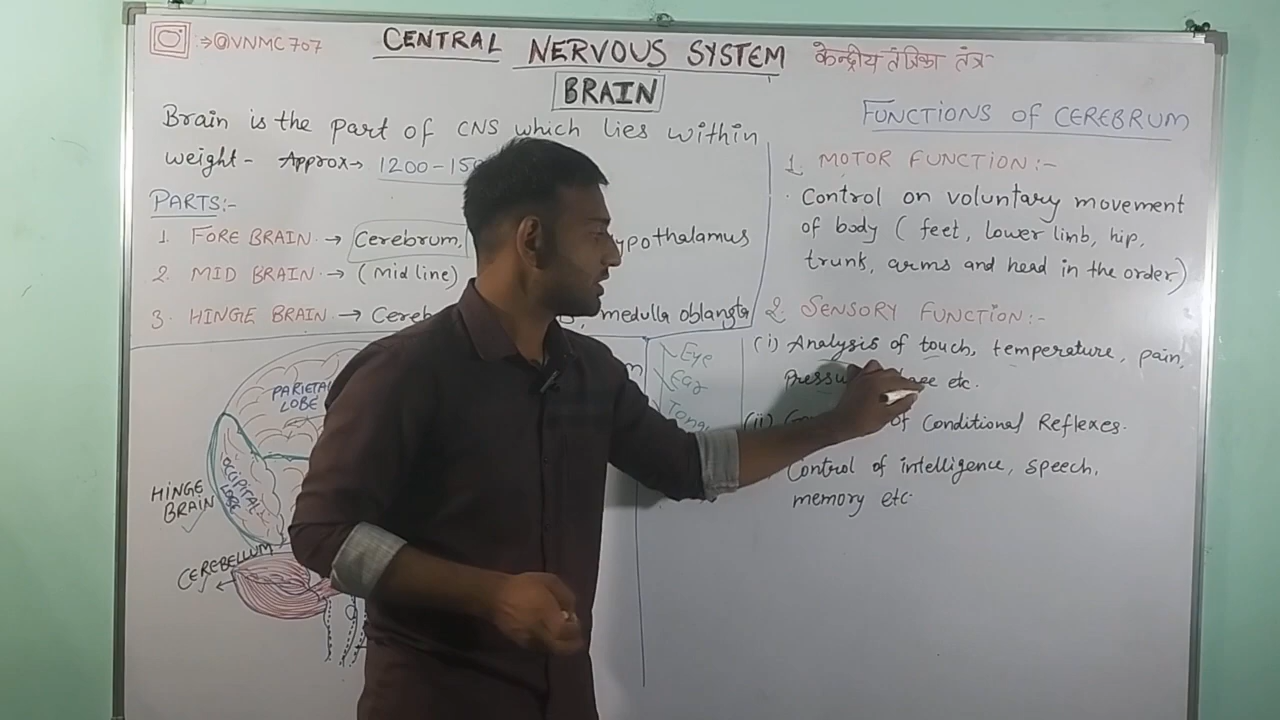 →@VNMC707
CENTRAL NERVOUS SYSTEM केन्द्रीय तंत्रिका तंत्र
BRAIN
Brain is the part of CNS which lies within
weight- Approx→ 1200-15
PARTS:-
1. FORE BRAIN. → Cerebrum, ypothalamus
2. MID BRAIN → (Mid line)
3. HINGE BRAIN → Cereb medulla oblangta
PARIETAL
LOBE
OCCIPITAL
LOBE
HINGE
BRAIN
CEREBELLUM
Eye
Ear
Tong
FUNCTIONS of CEREBRUM
1. MOTOR FUNCTION:-
Control on voluntary movement
of body ( feet, lower limb, hip,
trunk, arms and head in the order)
2. SENSORY FUNCTION:-
(i) Analysis of touch, temperature, pain,
Pressu etc.
(ii) of Conditional Reflexes.
Control of intelligence, speech,
memory etc.